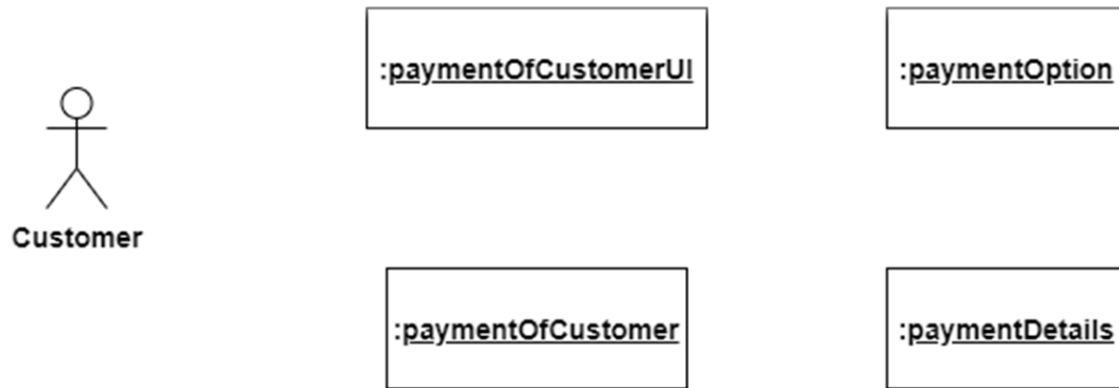 :paymentOfCustomerUI
:paymentOption
Customer
:paymentOfCustomer
:paymentDetails